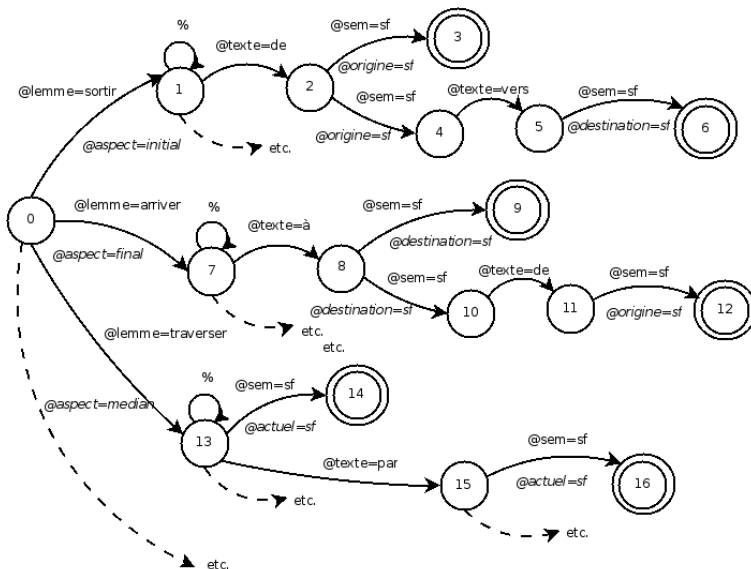 %
@texte=de
@sem=sf
3
@lemme=sortir
1
2
@origine=sf
@sem=sf
@texte=vers
@sem=sf
@aspect=initial
etc.
@origine=sf
4
5
@destination=sf
6
0
@lemme=arriver
%
@texte=à
@sem=sf
9
@aspect=final
7
8
@destination=sf
@sem=sf
@texte=de
@sem=sf
@destination=sf
10
11
@origine=sf
12
etc.
@lemme=traverser
etc.
%
@sem=sf
14
@aspect=median
13
@actuel=sf
@texte=par
@sem=sf
15
@actuel=sf
16
etc.
etc.
etc.